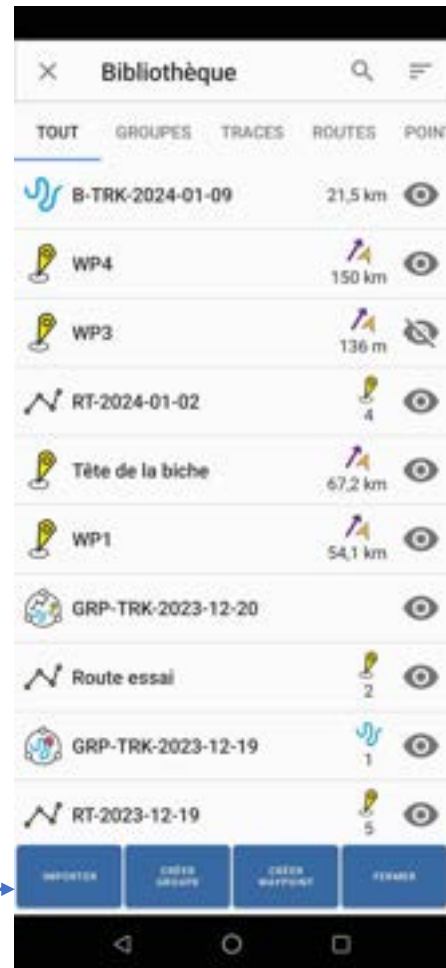 Bibliothèque
TOUT GROUPES TRACES ROUTES POIN
B-TRK-2024-01-09 21,5 km
WP4 150 km
WP3 136 m
RT-2024-01-02 4
Tète de la biche 67,2 km
WP1 54,1 km
GRP-TRK-2023-12-20
Route essai 2
GRP-TRK-2023-12-19 1
RT-2023-12-19 5
IMPORTER CRÉER GROUPE CRÉER WAYPOINT FERMER